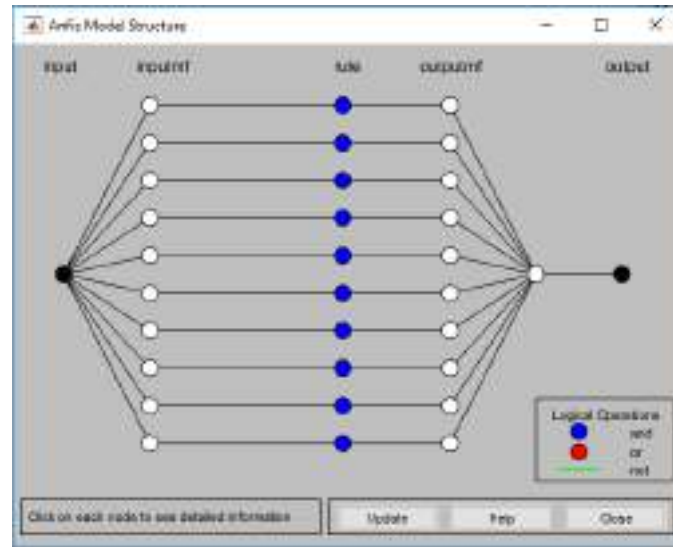 Anfis Model Structure
input inputmf rule outputmf output
Logical Operations
and
or
not
Click on each node to see detailed information
Update Help Close